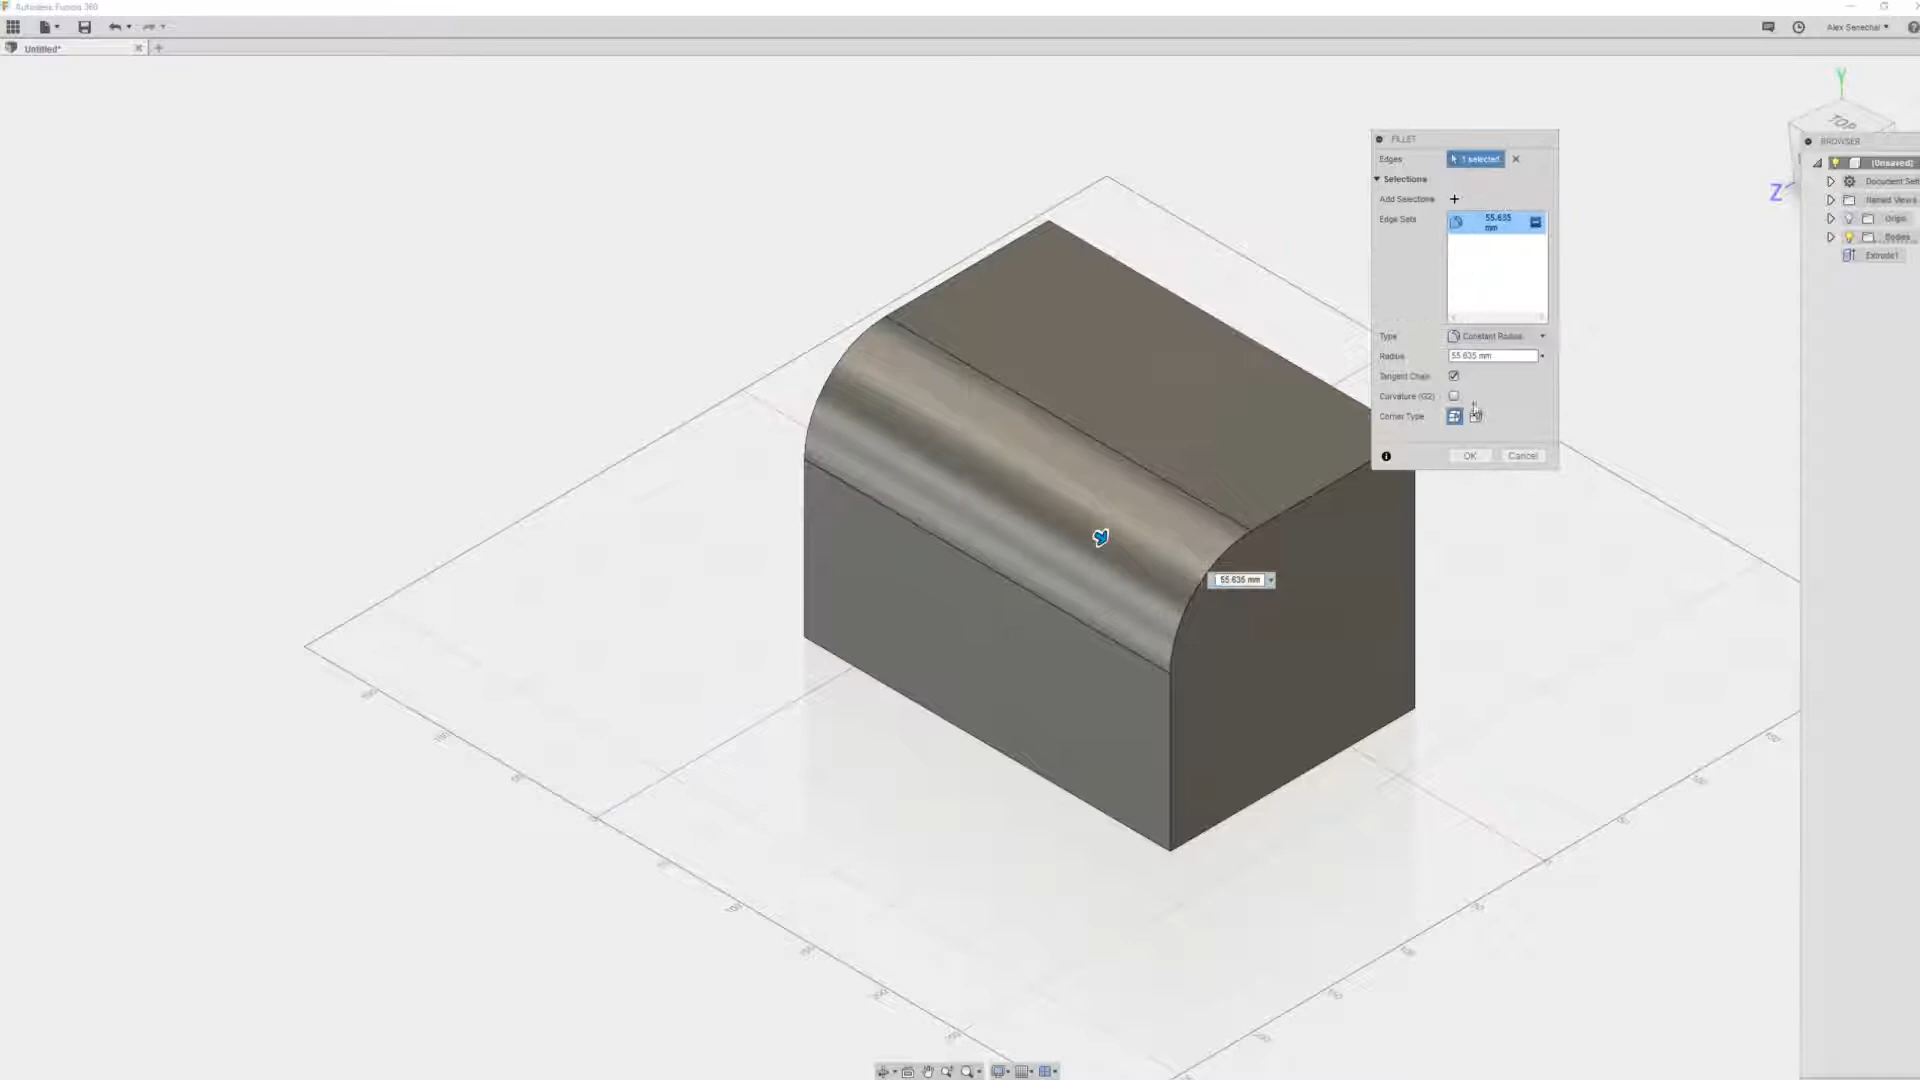 Autodesk Fusion 360
Alex Senechal
Untitled*
Y
TOP
Z
FILLET
Edges 1 selected
Selections
Add Selections
Edge Sets 55.635 mm
Type Constant Radius
Radius 55.635 mm
Tangent Chain
Curvature (G2)
Corner Type
OK Cancel
BROWSER
(Unsaved)
Document Sett
Named Views
Origin
Bodies
Extrude1
55.635 mm